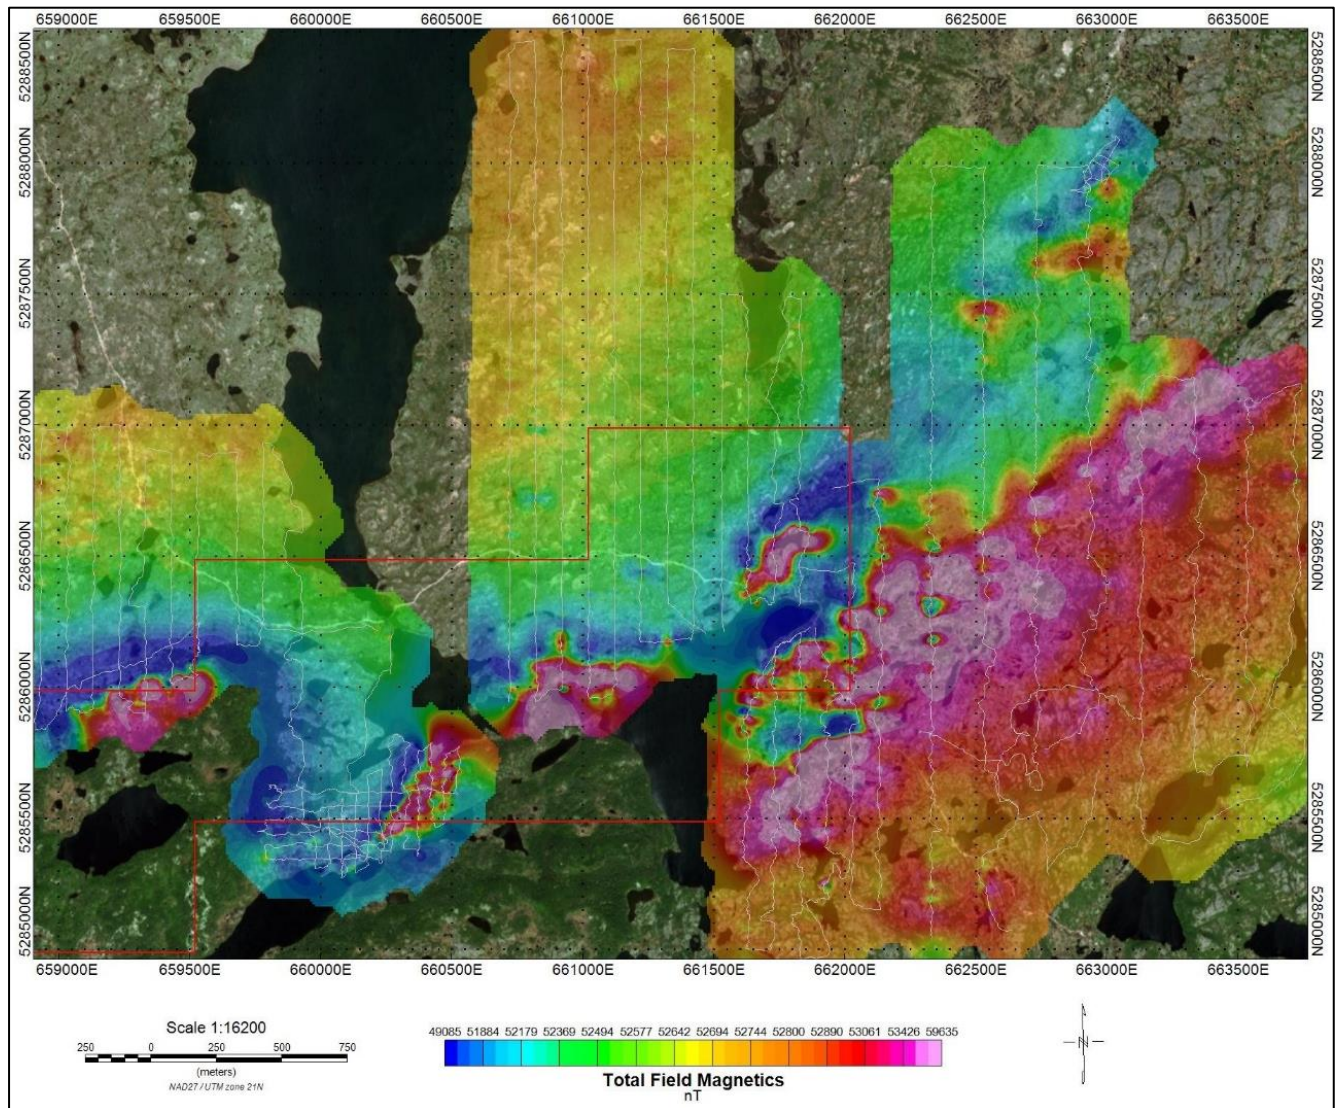 659000E 659500E 660000E 660500E 661000E 661500E 662000E 662500E 663000E 663500E
5288500N 5288500N
5288000N 5288000N
5287500N 5287500N
5287000N 5287000N
5286500N 5286500N
5286000N 5286000N
5285500N 5285500N
5285000N 5285000N
659000E 659500E 660000E 660500E 661000E 661500E 662000E 662500E 663000E 663500E
Scale 1:16200
250 0 250 500 750
(meters)
NAD27 / UTM zone 21N
49085 51884 52179 52369 52494 52577 52642 52694 52744 52800 52890 53061 53426 59635
Total Field Magnetics
nT
N